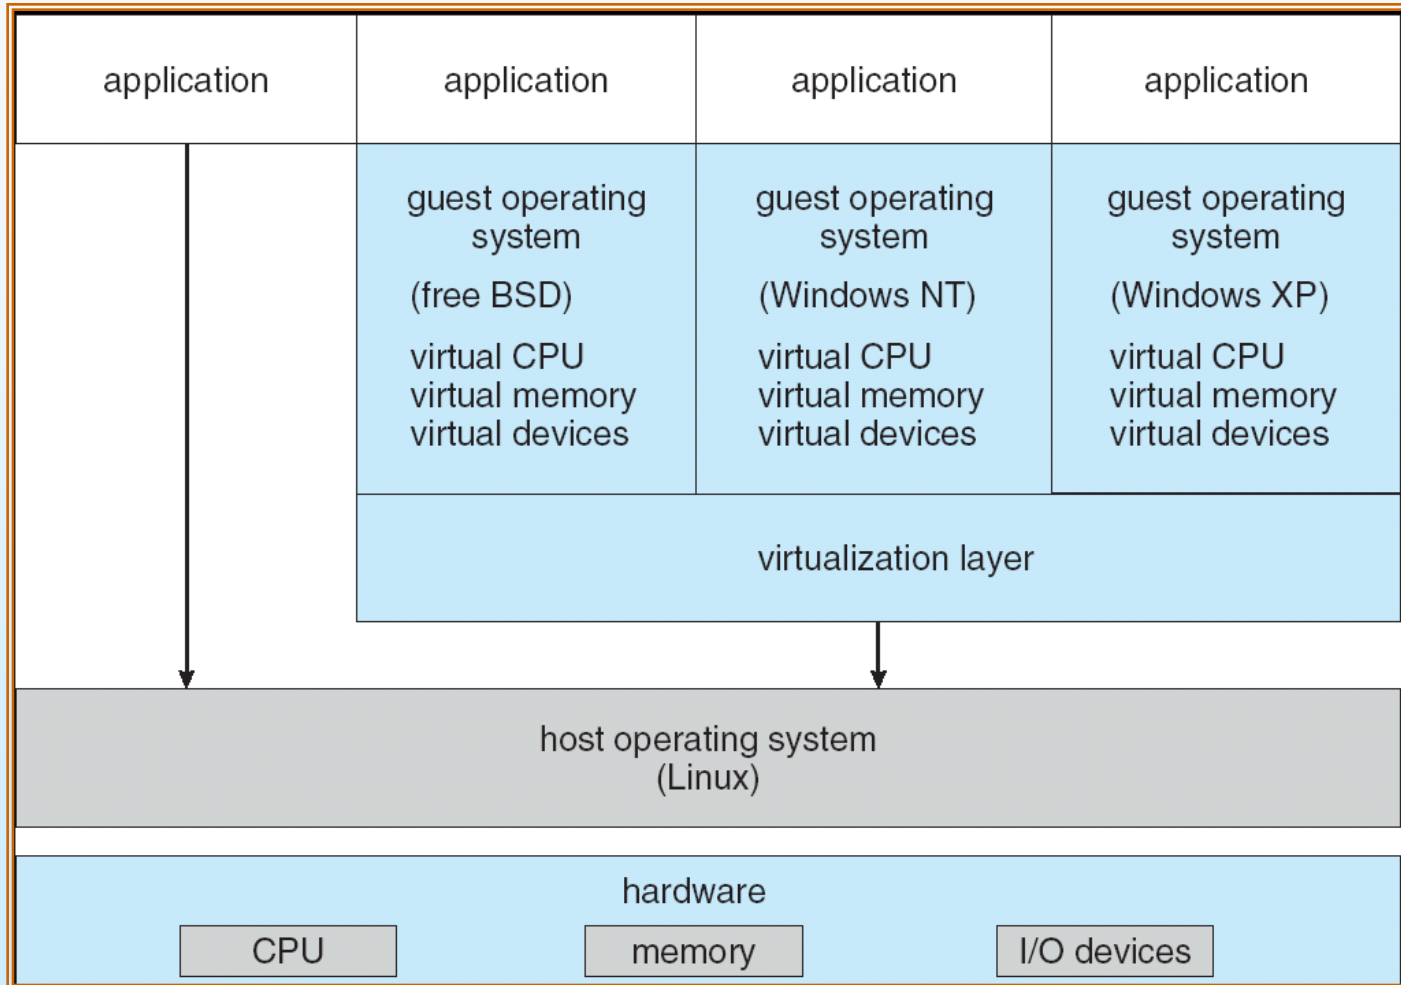 application
application
application
application
guest operating
system
(free BSD)
virtual CPU
virtual memory
virtual devices
guest operating
system
(Windows NT)
virtual CPU
virtual memory
virtual devices
guest operating
system
(Windows XP)
virtual CPU
virtual memory
virtual devices
virtualization layer
host operating system
(Linux)
hardware
CPU
memory
I/O devices